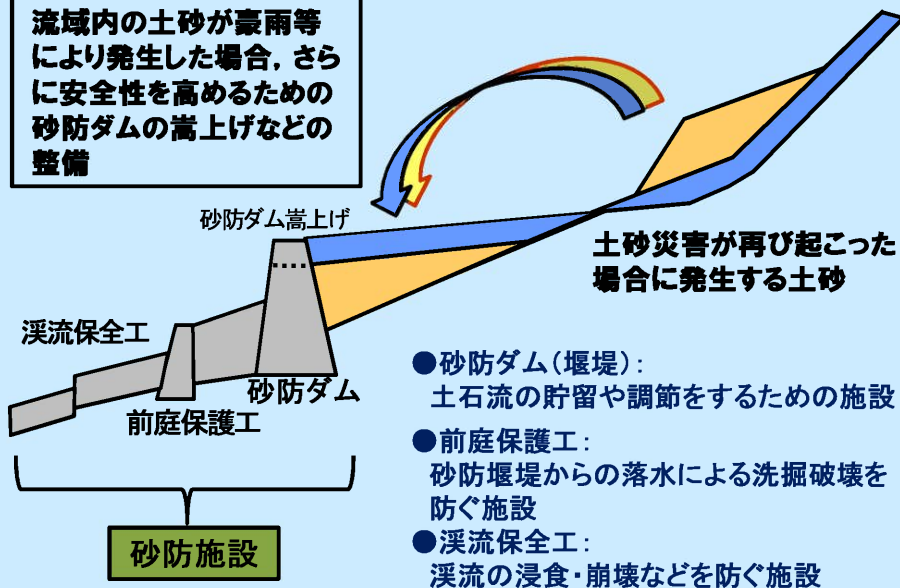 流域内の土砂が豪雨等
により発生した場合，さら
に安全性を高めるための
砂防ダムの嵩上げなどの
整備
砂防ダム嵩上げ
土砂災害が再び起こった
場合に発生する土砂
渓流保全工
砂防ダム
前庭保護工
砂防施設
●砂防ダム（堰堤）：
土石流の貯留や調節をするための施設
●前庭保護工：
砂防堰堤からの落水による洗掘破壊を
防ぐ施設
●渓流保全工：
渓流の浸食・崩壊などを防ぐ施設